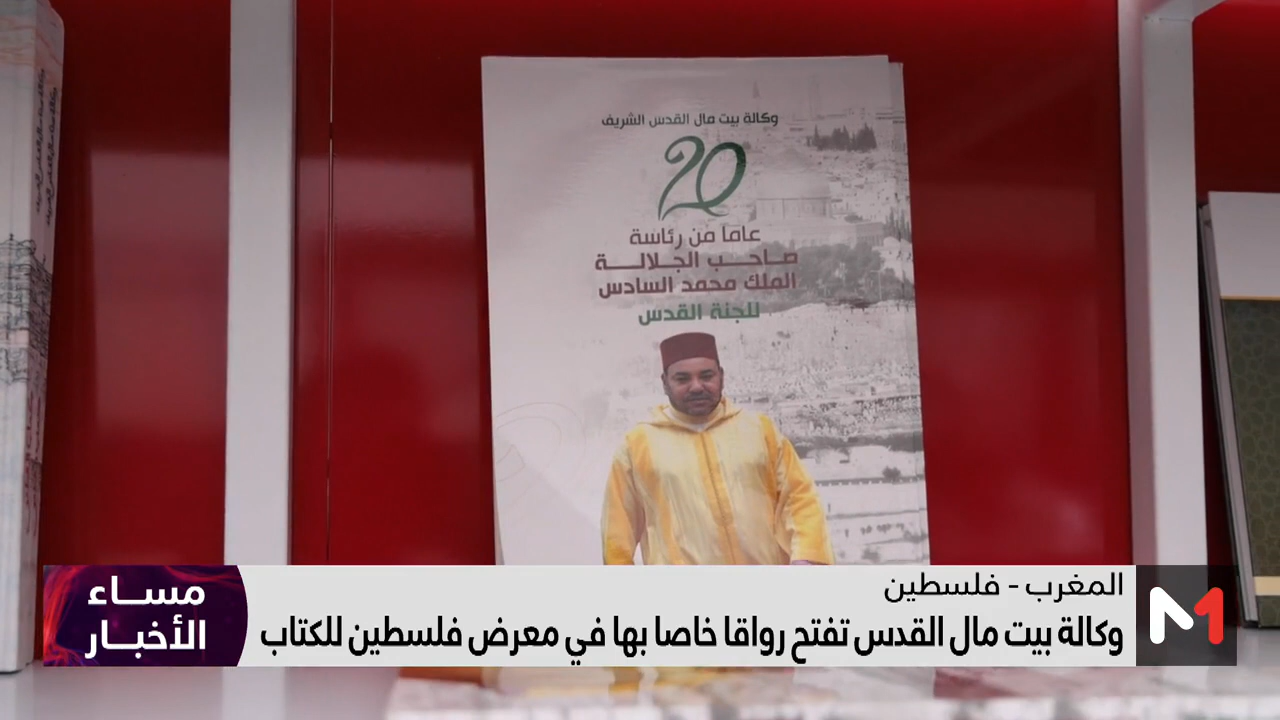 وكالة بيت مال القدس الشريف
20
عاما من رئاسة
صاحب الجلالة
الملك محمد السادس
للجنة القدس
المغرب - فلسطين
وكالة بيت مال القدس تفتح رواقا خاصا بها في معرض فلسطين للكتاب
مساء
الأخبار
M1